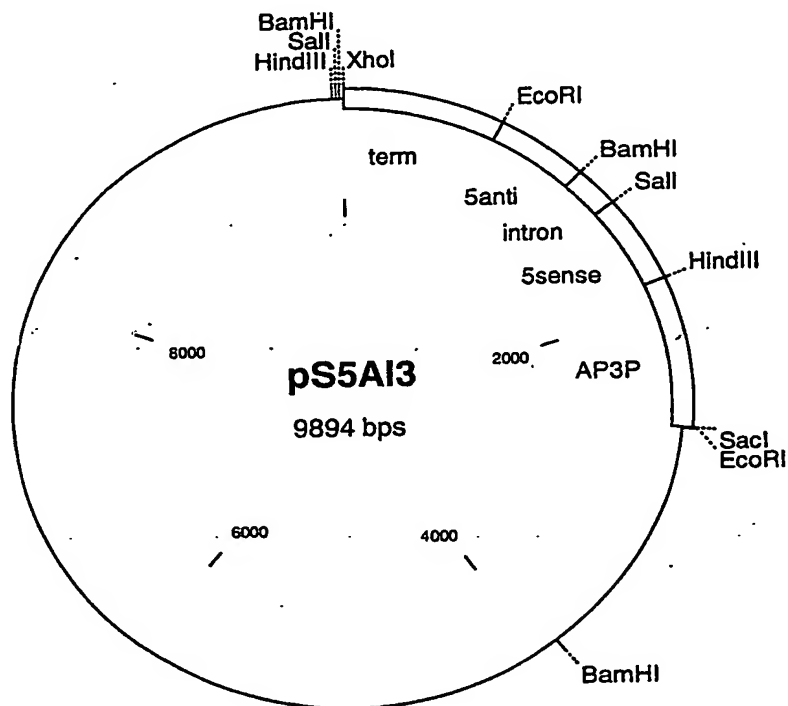 BamHI
SalI
HindIII XhoI
EcoRI
term
BamHI
SalI
5anti
intron
5sense
HindIII
8000
2000
pS5AI3
AP3P
9894 bps
SacI
EcoRI
6000
4000
BamHI